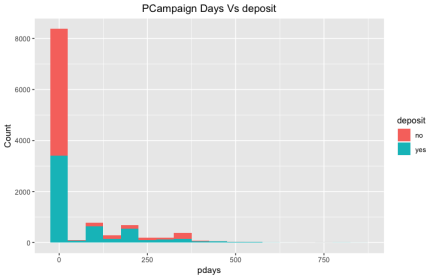 PCampaign Days Vs deposit
8000
6000
4000
2000
0
Count
0 250 500 750
pdays
deposit
no
yes